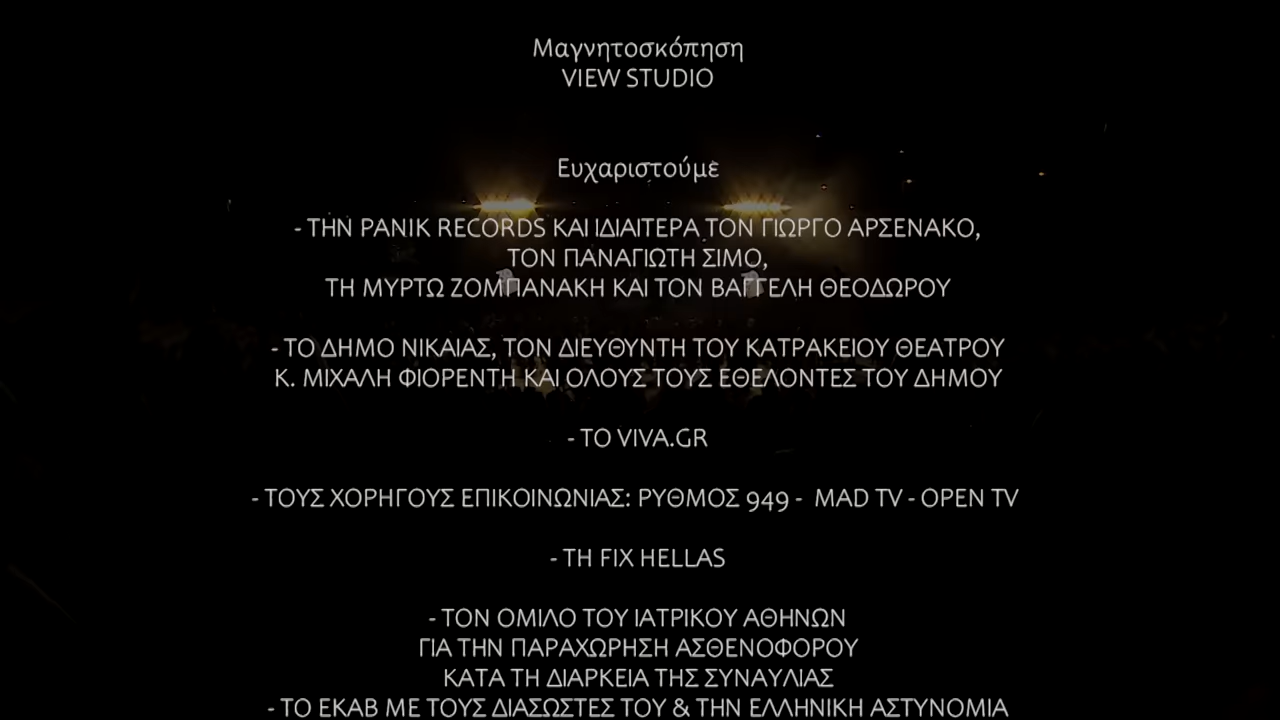 Μαγνητοσκόπηση
VIEW STUDIO
Ευχαριστούμε
- ΤΗΝ PANIK RECORDS ΚΑΙ ΙΔΙΑΙΤΕΡΑ ΤΟΝ ΓΙΩΡΓΟ ΑΡΣΕΝΑΚΟ,
ΤΟΝ ΠΑΝΑΓΙΩΤΗ ΣΙΜΟ,
ΤΗ ΜΥΡΤΩ ΖΟΜΠΑΝΑΚΗ ΚΑΙ ΤΟΝ ΒΑΓΓΕΛΗ ΘΕΟΔΩΡΟΥ
- ΤΟ ΔΗΜΟ ΝΙΚΑΙΑΣ, ΤΟΝ ΔΙΕΥΘΥΝΤΗ ΤΟΥ ΚΑΤΡΑΚΕΙΟΥ ΘΕΑΤΡΟΥ
Κ. ΜΙΧΑΛΗ ΦΙΟΡΕΝΤΗ ΚΑΙ ΟΛΟΥΣ ΤΟΥΣ ΕΘΕΛΟΝΤΕΣ ΤΟΥ ΔΗΜΟΥ
- ΤΟ VIVA.GR
- ΤΟΥΣ ΧΟΡΗΓΟΥΣ ΕΠΙΚΟΙΝΩΝΙΑΣ: ΡΥΘΜΟΣ 949 - MAD TV - OPEN TV
- ΤΗ FIX HELLAS
- ΤΟΝ ΟΜΙΛΟ ΤΟΥ ΙΑΤΡΙΚΟΥ ΑΘΗΝΩΝ
ΓΙΑ ΤΗΝ ΠΑΡΑΧΩΡΗΣΗ ΑΣΘΕΝΟΦΟΡΟΥ
ΚΑΤΑ ΤΗ ΔΙΑΡΚΕΙΑ ΤΗΣ ΣΥΝΑΥΛΙΑΣ
- ΤΟ ΕΚΑΒ ΜΕ ΤΟΥΣ ΔΙΑΣΩΣΤΕΣ ΤΟΥ & ΤΗΝ ΕΛΛΗΝΙΚΗ ΑΣΤΥΝΟΜΙΑ